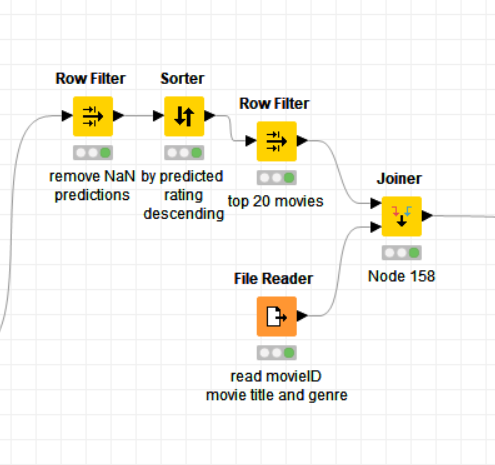 Row Filter
Sorter
Row Filter
remove NaN
predictions
by predicted
rating
descending
top 20 movies
Joiner
Node 158
File Reader
read movieID
movie title and genre